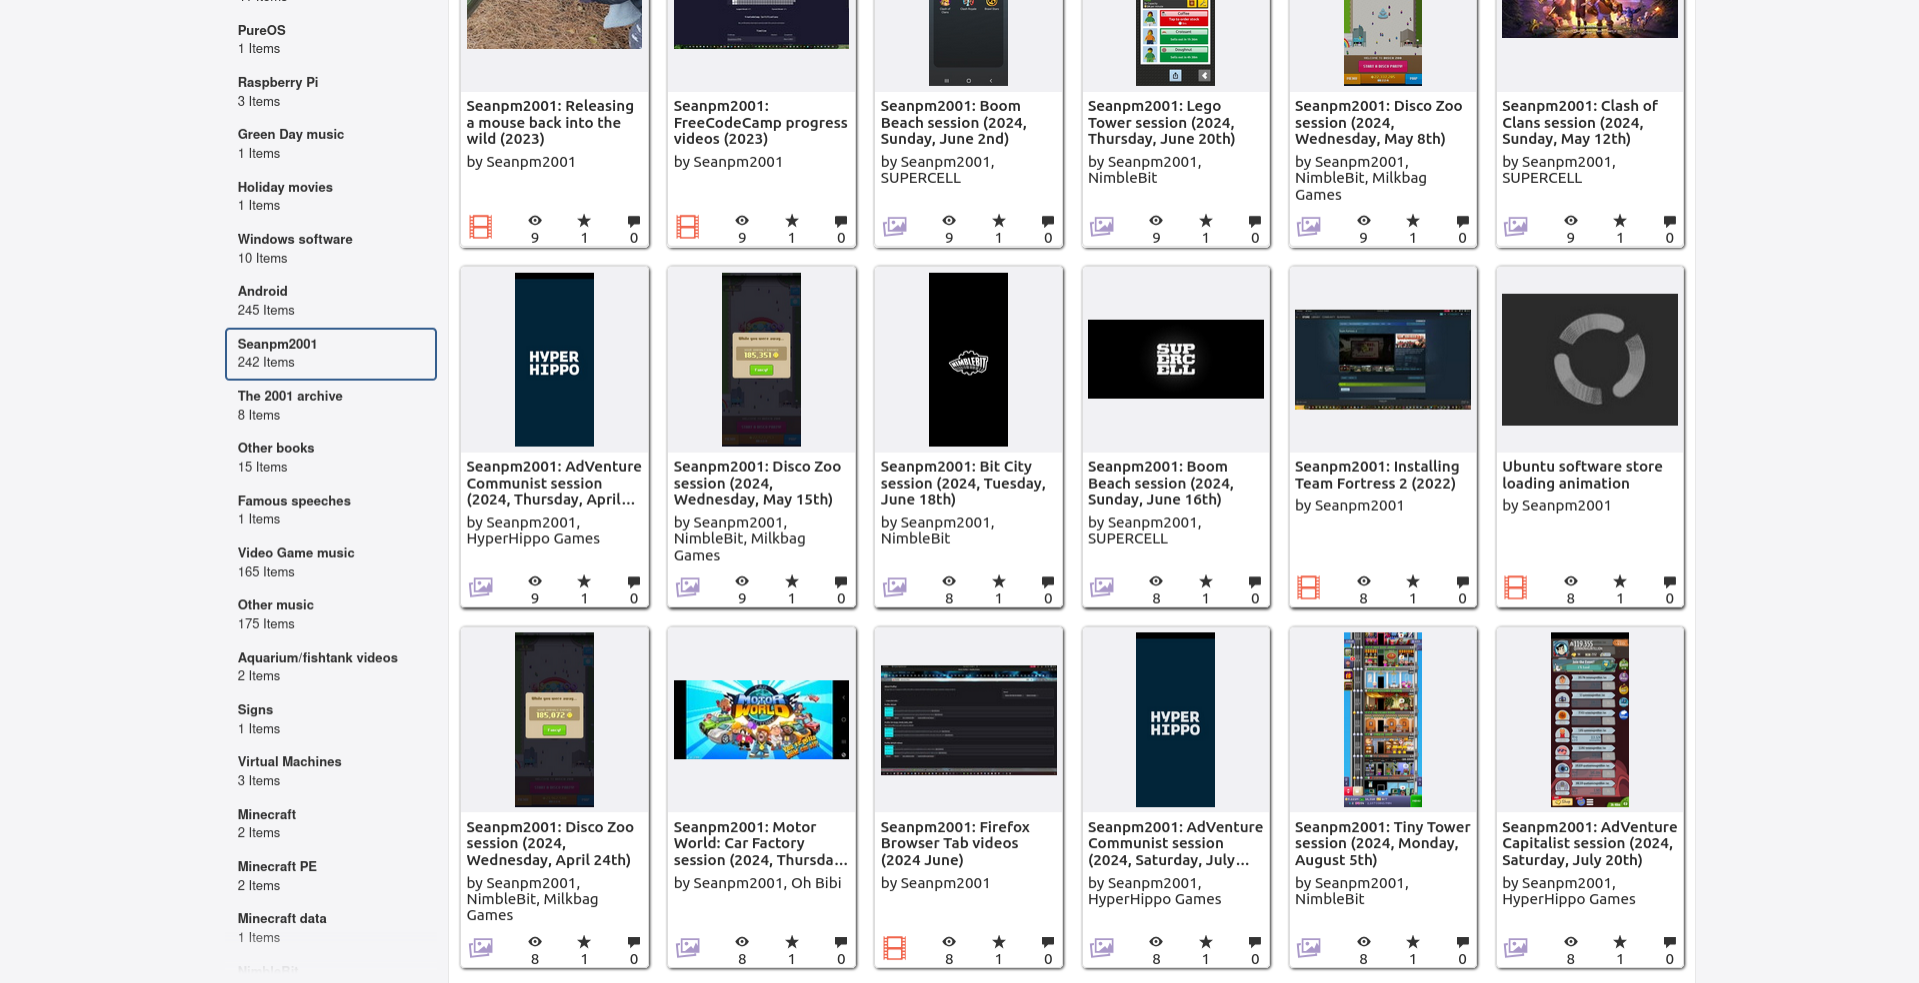 PureOS
1 Items
Raspberry Pi
3 Items
Green Day music
1 Items
Holiday movies
1 Items
Windows software
10 Items
Android
245 Items
Seanpm2001
242 Items
The 2001 archive
8 Items
Other books
15 Items
Famous speeches
1 Items
Video Game music
165 Items
Other music
175 Items
Aquarium/fishtank videos
2 Items
Signs
1 Items
Virtual Machines
3 Items
Minecraft
2 Items
Minecraft PE
2 Items
Minecraft data
1 Items
Seanpm2001: Releasing
a mouse back into the
wild (2023)
by Seanpm2001
9 1 0
Seanpm2001:
FreeCodeCamp progress
videos (2023)
by Seanpm2001
9 1 0
Seanpm2001: Boom
Beach session (2024,
Sunday, June 2nd)
by Seanpm2001,
SUPERCELL
9 1 0
Seanpm2001: Lego
Tower session (2024,
Thursday, June 20th)
by Seanpm2001,
NimbleBit
9 1 0
Seanpm2001: Disco Zoo
session (2024,
Wednesday, May 8th)
by Seanpm2001,
NimbleBit, Milkbag
Games
9 1 0
Seanpm2001: Clash of
Clans session (2024,
Sunday, May 12th)
by Seanpm2001,
SUPERCELL
9 1 0
HYPER
HIPPO
Seanpm2001: AdVenture
Communist session
(2024, Thursday, April...
by Seanpm2001,
HyperHippo Games
9 1 0
While you were away...
185,351
Seanpm2001: Disco Zoo
session (2024,
Wednesday, May 15th)
by Seanpm2001,
NimbleBit, Milkbag
Games
9 1 0
NIMBLEBIT
Seanpm2001: Bit City
session (2024, Tuesday,
June 18th)
by Seanpm2001,
NimbleBit
8 1 0
SUP
ERC
ELL
Seanpm2001: Boom
Beach session (2024,
Sunday, June 16th)
by Seanpm2001,
SUPERCELL
8 1 0
Seanpm2001: Installing
Team Fortress 2 (2022)
by Seanpm2001
8 1 0
Ubuntu software store
loading animation
by Seanpm2001
8 1 0
While you were away...
185,072
Seanpm2001: Disco Zoo
session (2024,
Wednesday, April 24th)
by Seanpm2001,
NimbleBit, Milkbag
Games
8 1 0
MOTOR
WORLD
Seanpm2001: Motor
World: Car Factory
session (2024, Thursda...
by Seanpm2001, Oh Bibi
8 1 0
Seanpm2001: Firefox
Browser Tab videos
(2024 June)
by Seanpm2001
8 1 0
HYPER
HIPPO
Seanpm2001: AdVenture
Communist session
(2024, Saturday, July...
by Seanpm2001,
HyperHippo Games
8 1 0
Seanpm2001: Tiny Tower
session (2024, Monday,
August 5th)
by Seanpm2001,
NimbleBit
8 1 0
Seanpm2001: AdVenture
Capitalist session (2024,
Saturday, July 20th)
by Seanpm2001,
HyperHippo Games
8 1 0